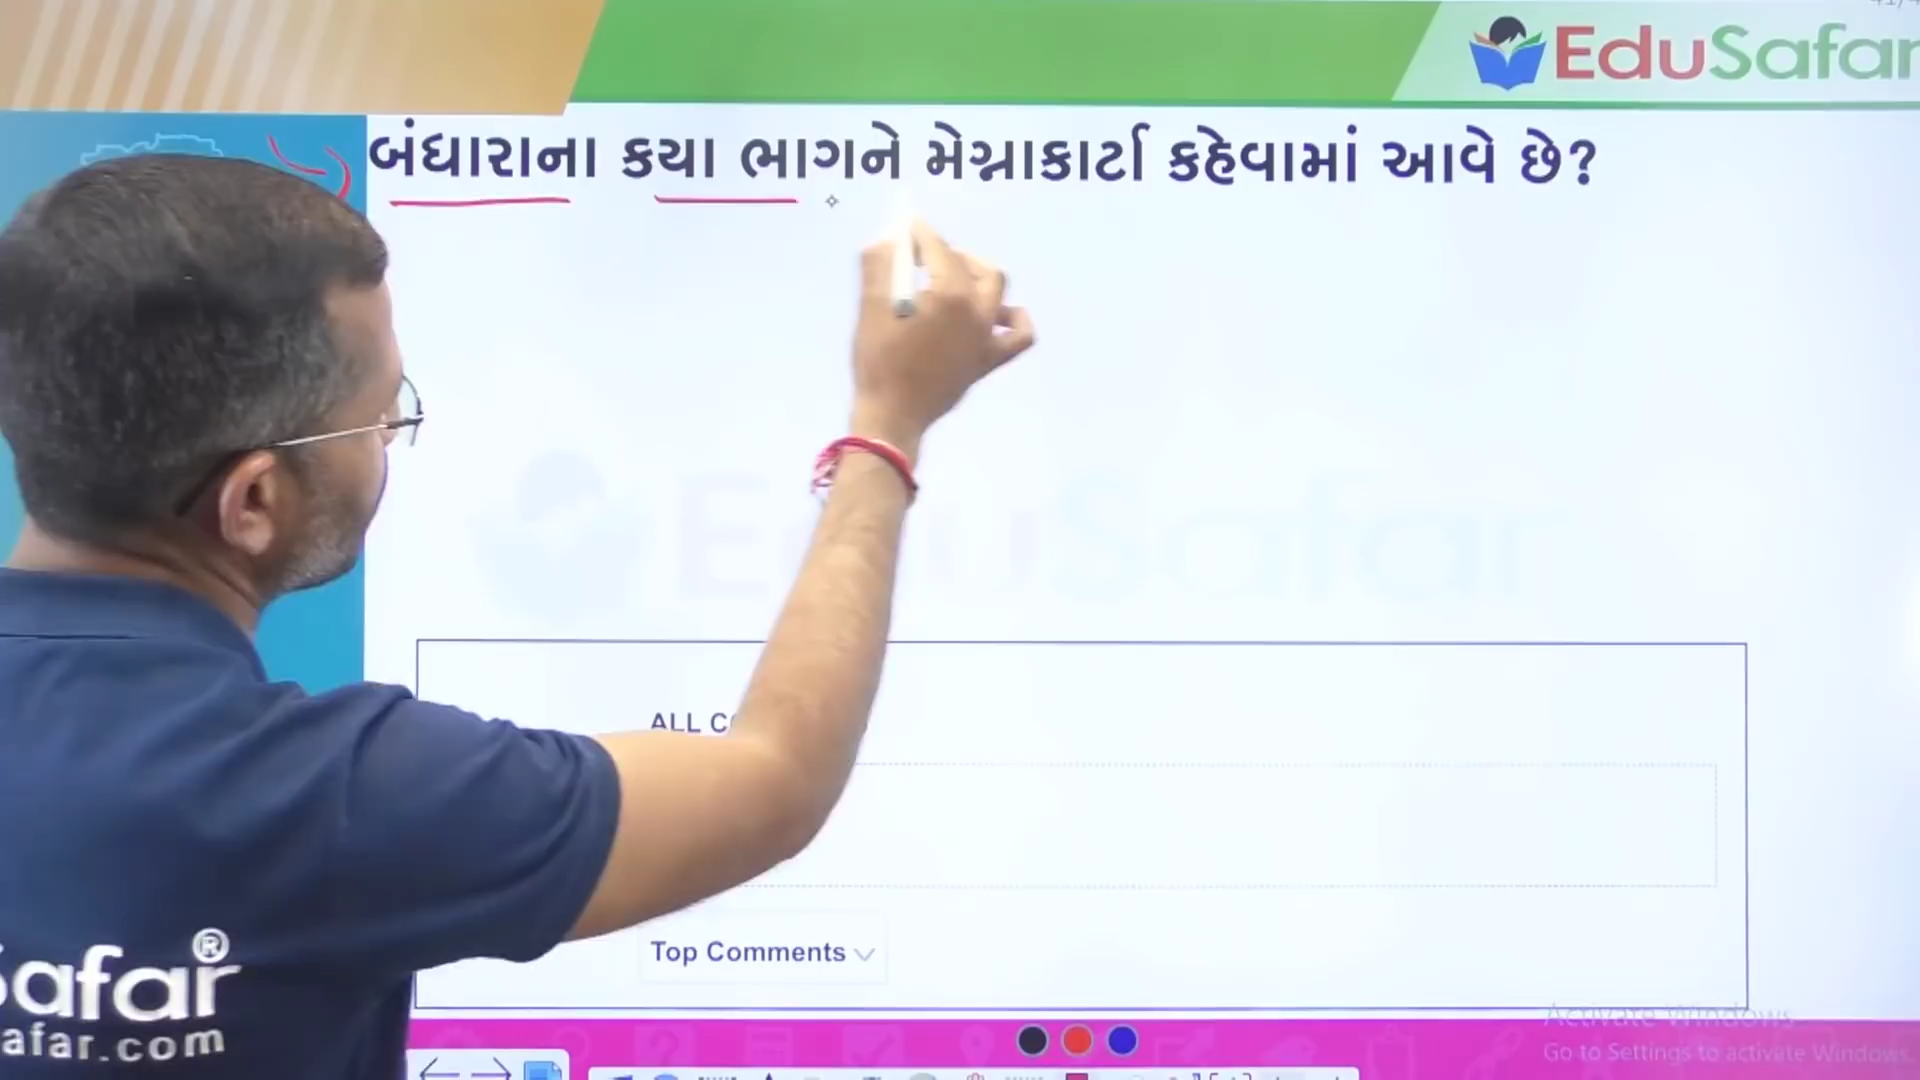 EduSafar
બંધારાના કયા ભાગને મેગ્નાકાર્ટા કહેવામાં આવે છે?
EduSafar
ALL
Top Comments
Safar®
afar.com
Activate Windows
Go to Settings to activate Windows.